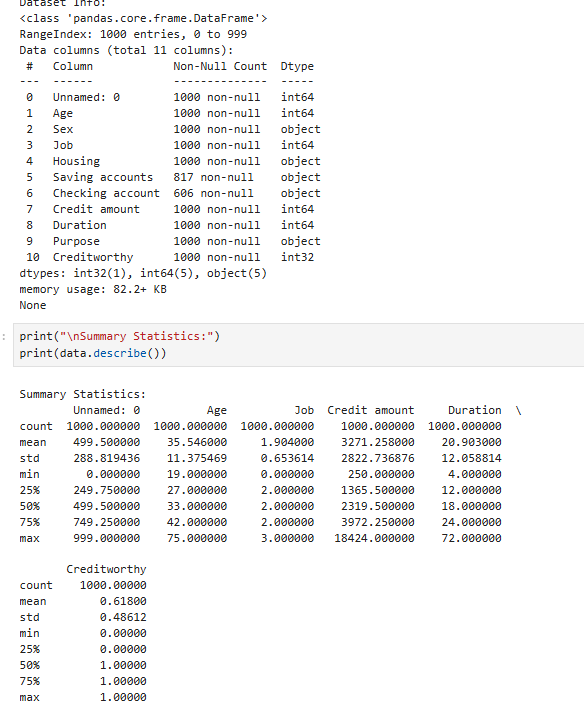 Dataset Info:
<class 'pandas.core.frame.DataFrame'>
RangeIndex: 1000 entries, 0 to 999
Data columns (total 11 columns):
 #   Column            Non-Null Count  Dtype
---  ------            --------------  -----
 0   Unnamed: 0        1000 non-null   int64
 1   Age               1000 non-null   int64
 2   Sex               1000 non-null   object
 3   Job               1000 non-null   int64
 4   Housing           1000 non-null   object
 5   Saving accounts   817 non-null    object
 6   Checking account  606 non-null    object
 7   Credit amount     1000 non-null   int64
 8   Duration          1000 non-null   int64
 9   Purpose           1000 non-null   object
 10  Creditworthy      1000 non-null   int32
dtypes: int32(1), int64(5), object(5)
memory usage: 82.2+ KB
None
: print("\nSummary Statistics:")
print(data.describe())
Summary Statistics:
        Unnamed: 0          Age          Job  Credit amount     Duration  \
count  1000.000000  1000.000000  1000.000000    1000.000000  1000.000000
mean    499.500000    35.546000     1.904000    3271.258000    20.903000
std     288.819436    11.375469     0.653614    2822.736876    12.058814
min       0.000000    19.000000     0.000000     250.000000     4.000000
25%     249.750000    27.000000     2.000000    1365.500000    12.000000
50%     499.500000    33.000000     2.000000    2319.500000    18.000000
75%     749.250000    42.000000     2.000000    3972.250000    24.000000
max     999.000000    75.000000     3.000000   18424.000000    72.000000
       Creditworthy
count    1000.00000
mean        0.61800
std         0.48612
min         0.00000
25%         0.00000
50%         1.00000
75%         1.00000
max         1.00000